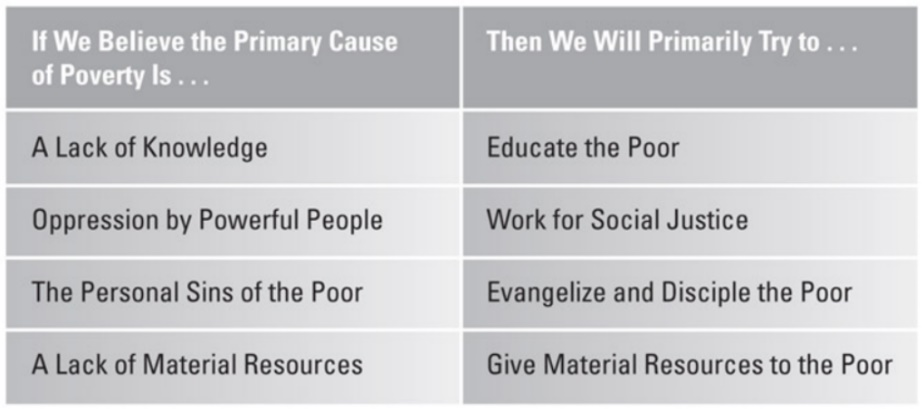 If We Believe the Primary Cause
of Poverty Is . . .
Then We Will Primarily Try to . . .
A Lack of Knowledge
Educate the Poor
Oppression by Powerful People
Work for Social Justice
The Personal Sins of the Poor
Evangelize and Disciple the Poor
A Lack of Material Resources
Give Material Resources to the Poor